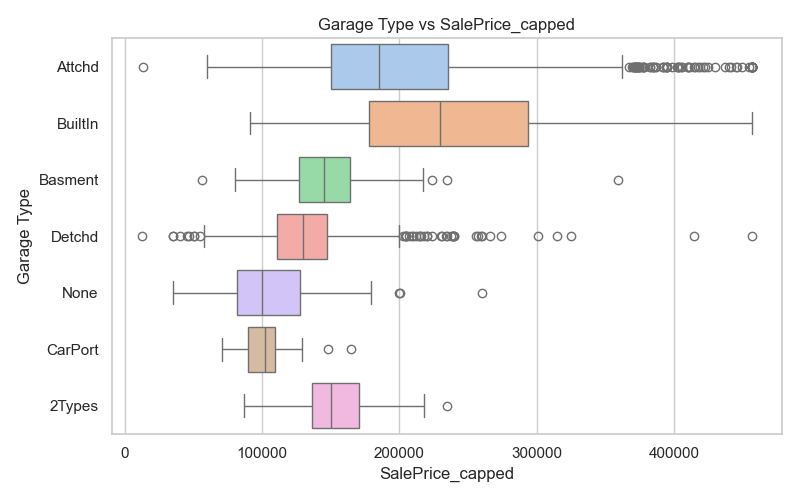 Garage Type vs SalePrice_capped
Garage Type
Attchd
BuiltIn
Basment
Detchd
None
CarPort
2Types
0 100000 200000 300000 400000
SalePrice_capped